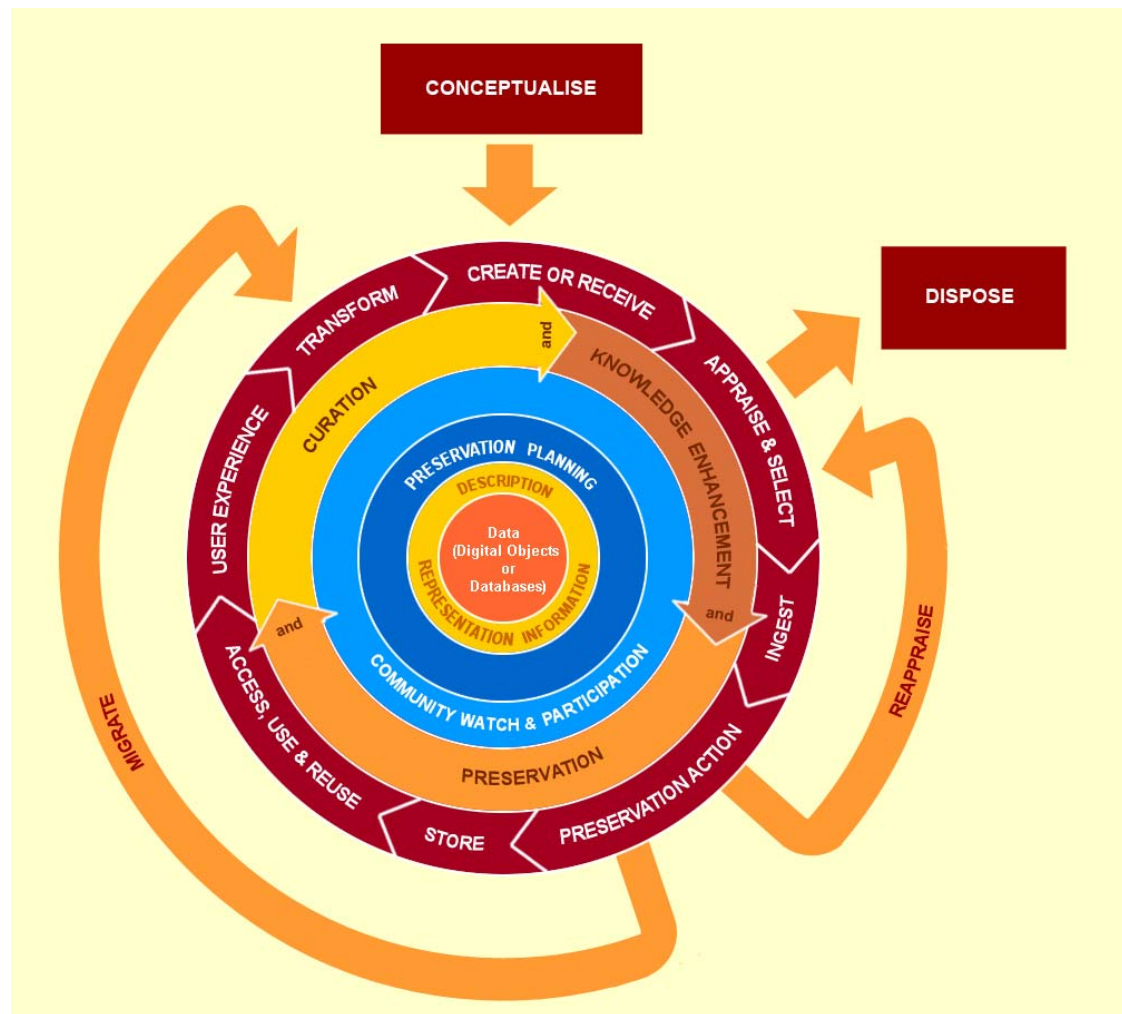 CONCEPTUALISE
DISPOSE
CREATE OR RECEIVE
APPRAISE & SELECT
INGEST
PRESERVATION ACTION
STORE
ACCESS, USE & REUSE
USER EXPERIENCE
TRANSFORM
CURATION
and
KNOWLEDGE ENHANCEMENT
and
PRESERVATION
and
COMMUNITY WATCH & PARTICIPATION
PRESERVATION PLANNING
DESCRIPTION
REPRESENTATION INFORMATION
Data
(Digital Objects
or
Databases)
REAPPRAISE
MIGRATE